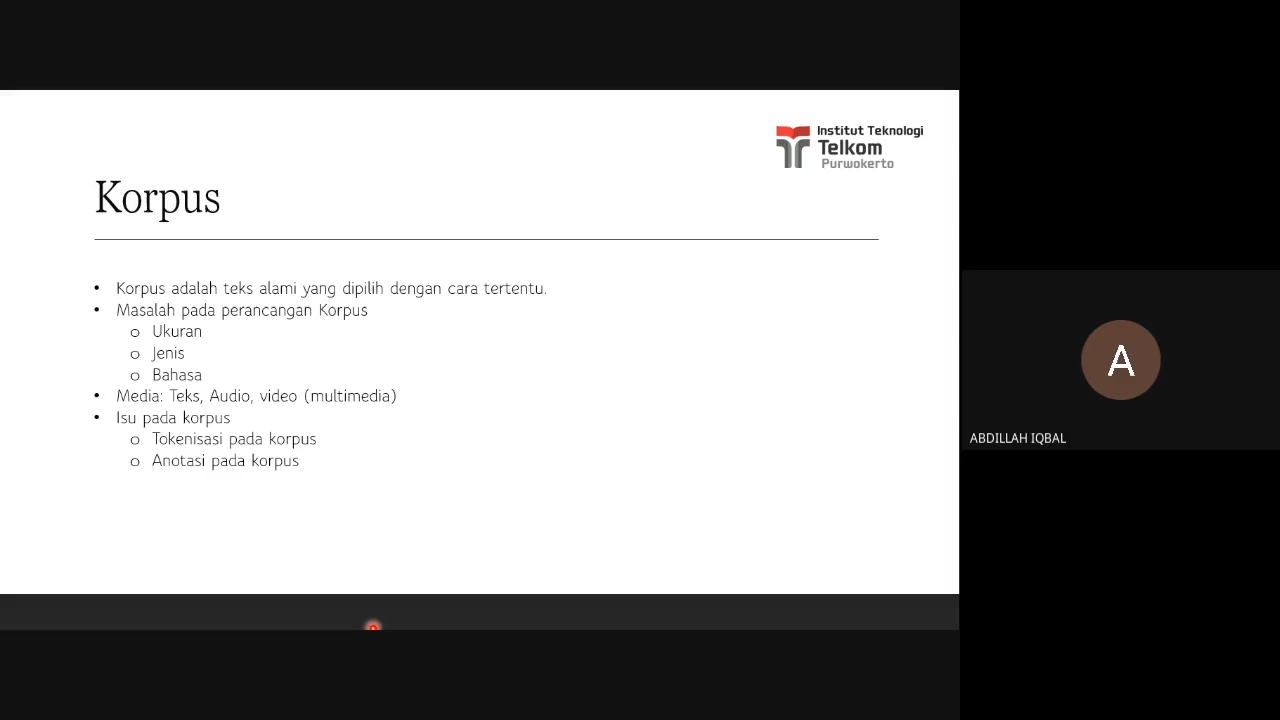 Institut Teknologi
Telkom
Purwokerto
Korpus
• Korpus adalah teks alami yang dipilih dengan cara tertentu.
• Masalah pada perancangan Korpus
o Ukuran
o Jenis
o Bahasa
• Media: Teks, Audio, video (multimedia)
• Isu pada korpus
o Tokenisasi pada korpus
o Anotasi pada korpus
A
ABDILLAH IQBAL